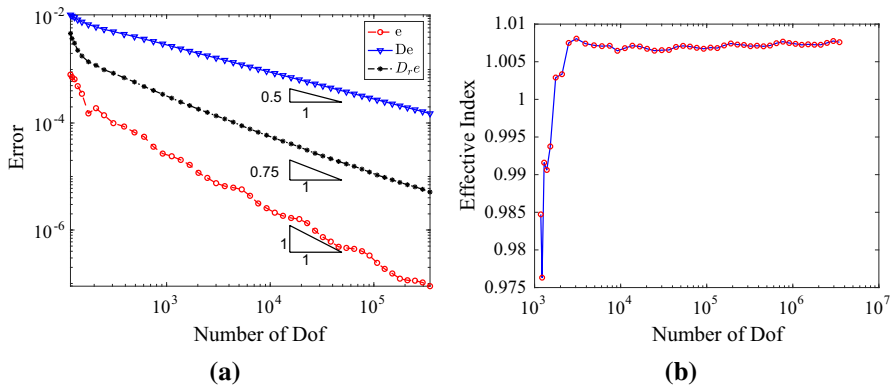 10^-2
10^-4
10^-6
Error
e
De
D_r e
0.5
1
0.75
1
1
1
10^3
10^4
10^5
Number of Dof
(a)
1.01
1.005
1
0.995
0.99
0.985
0.98
0.975
Effective Index
10^3
10^4
10^5
10^6
10^7
Number of Dof
(b)